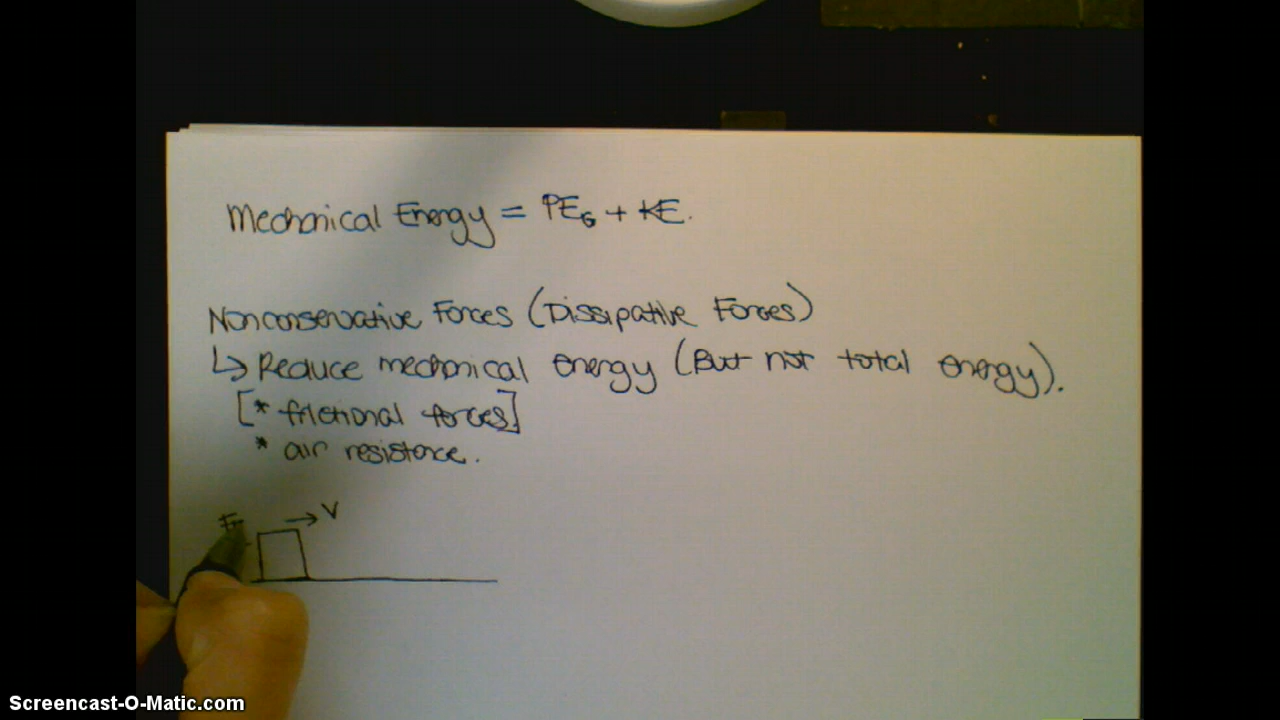 Mechanical Energy = PEG + KE.
Nonconservative Forces (Dissipative Forces)
↳ Reduce mechanical energy (But not total energy).
[* frictional forces]
* air resistance.
→ V
Screencast-O-Matic.com